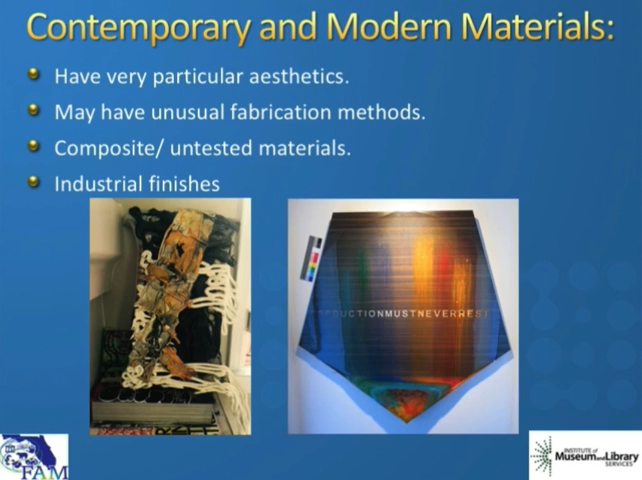 Contemporary and Modern Materials:
Have very particular aesthetics.
May have unusual fabrication methods.
Composite/ untested materials.
Industrial finishes
DUCTIONMUSTNEVERREST
FAM
INSTITUTE of
Museum and Library
SERVICES